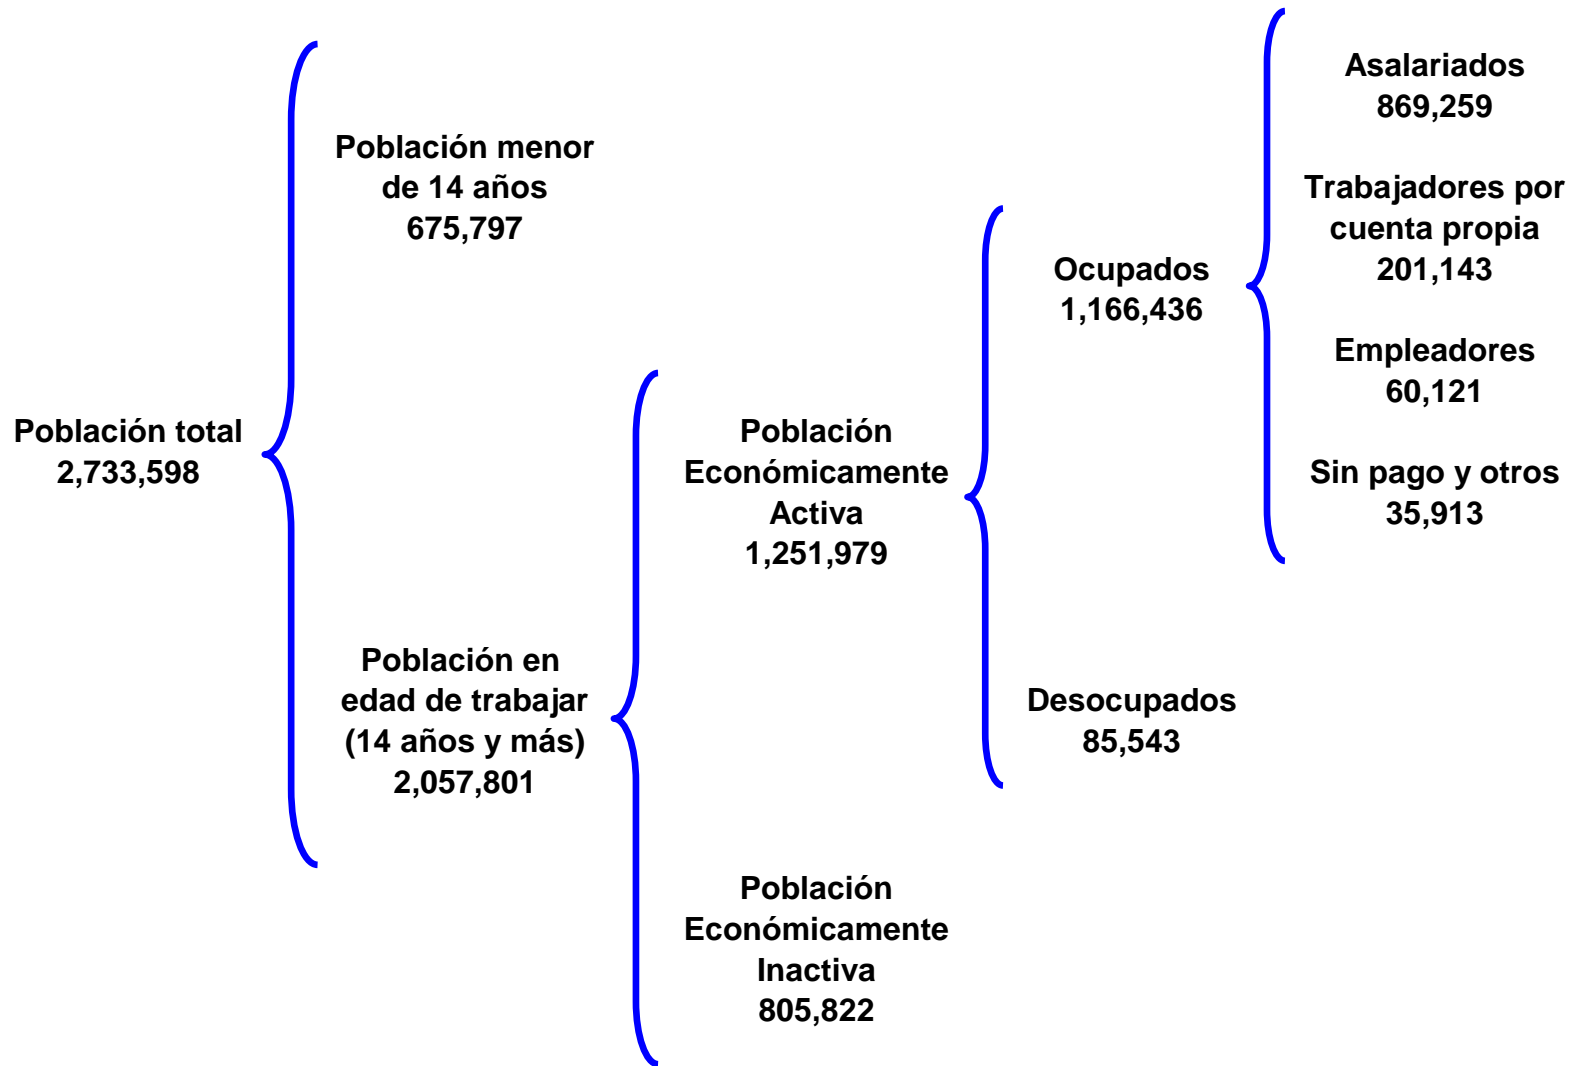 Población total
2,733,598
Población menor
de 14 años
675,797
Población en
edad de trabajar
(14 años y más)
2,057,801
Población
Económicamente
Activa
1,251,979
Población
Económicamente
Inactiva
805,822
Ocupados
1,166,436
Desocupados
85,543
Asalariados
869,259
Trabajadores por
cuenta propia
201,143
Empleadores
60,121
Sin pago y otros
35,913